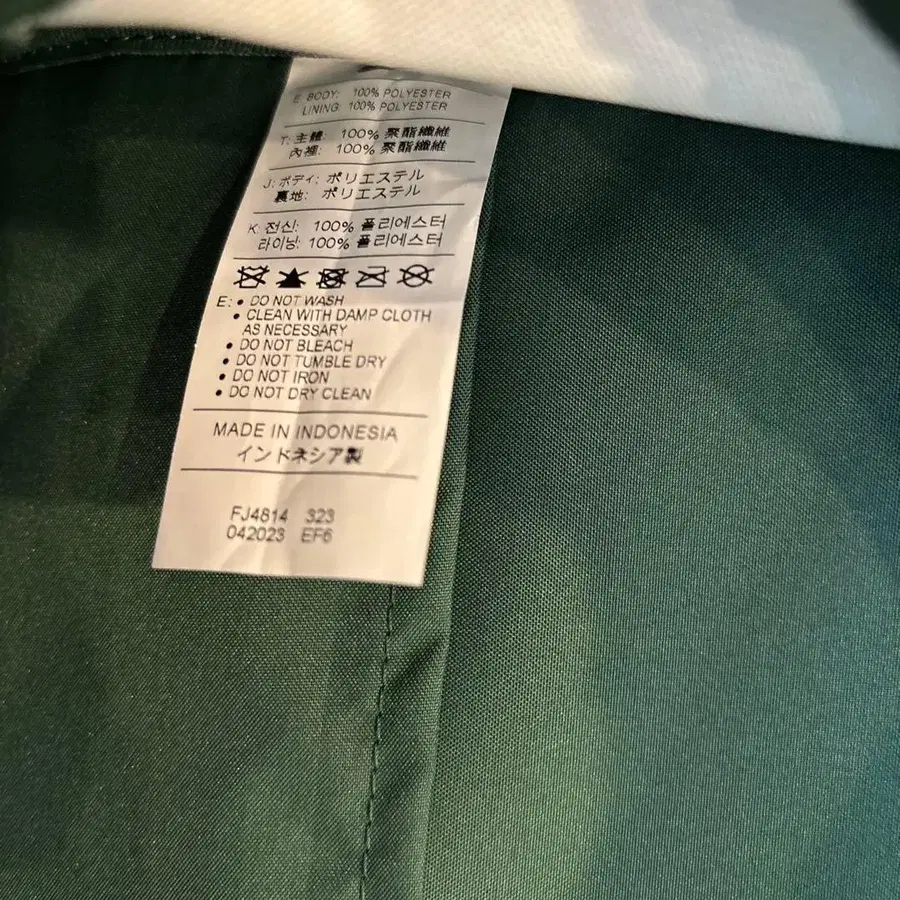 E. BODY: 100% POLYESTER
LINING: 100% POLYESTER
T: 主體: 100% 聚酯纖維
內裡: 100% 聚酯纖維
J: ボディ: ポリエステル
裏地: ポリエステル
K: 전신: 100% 폴리에스터
라이닝: 100% 폴리에스터
E: • DO NOT WASH
• CLEAN WITH DAMP CLOTH
AS NECESSARY
• DO NOT BLEACH
• DO NOT TUMBLE DRY
• DO NOT IRON
• DO NOT DRY CLEAN
MADE IN INDONESIA
インドネシア製
FJ4814 323
042023 EF6